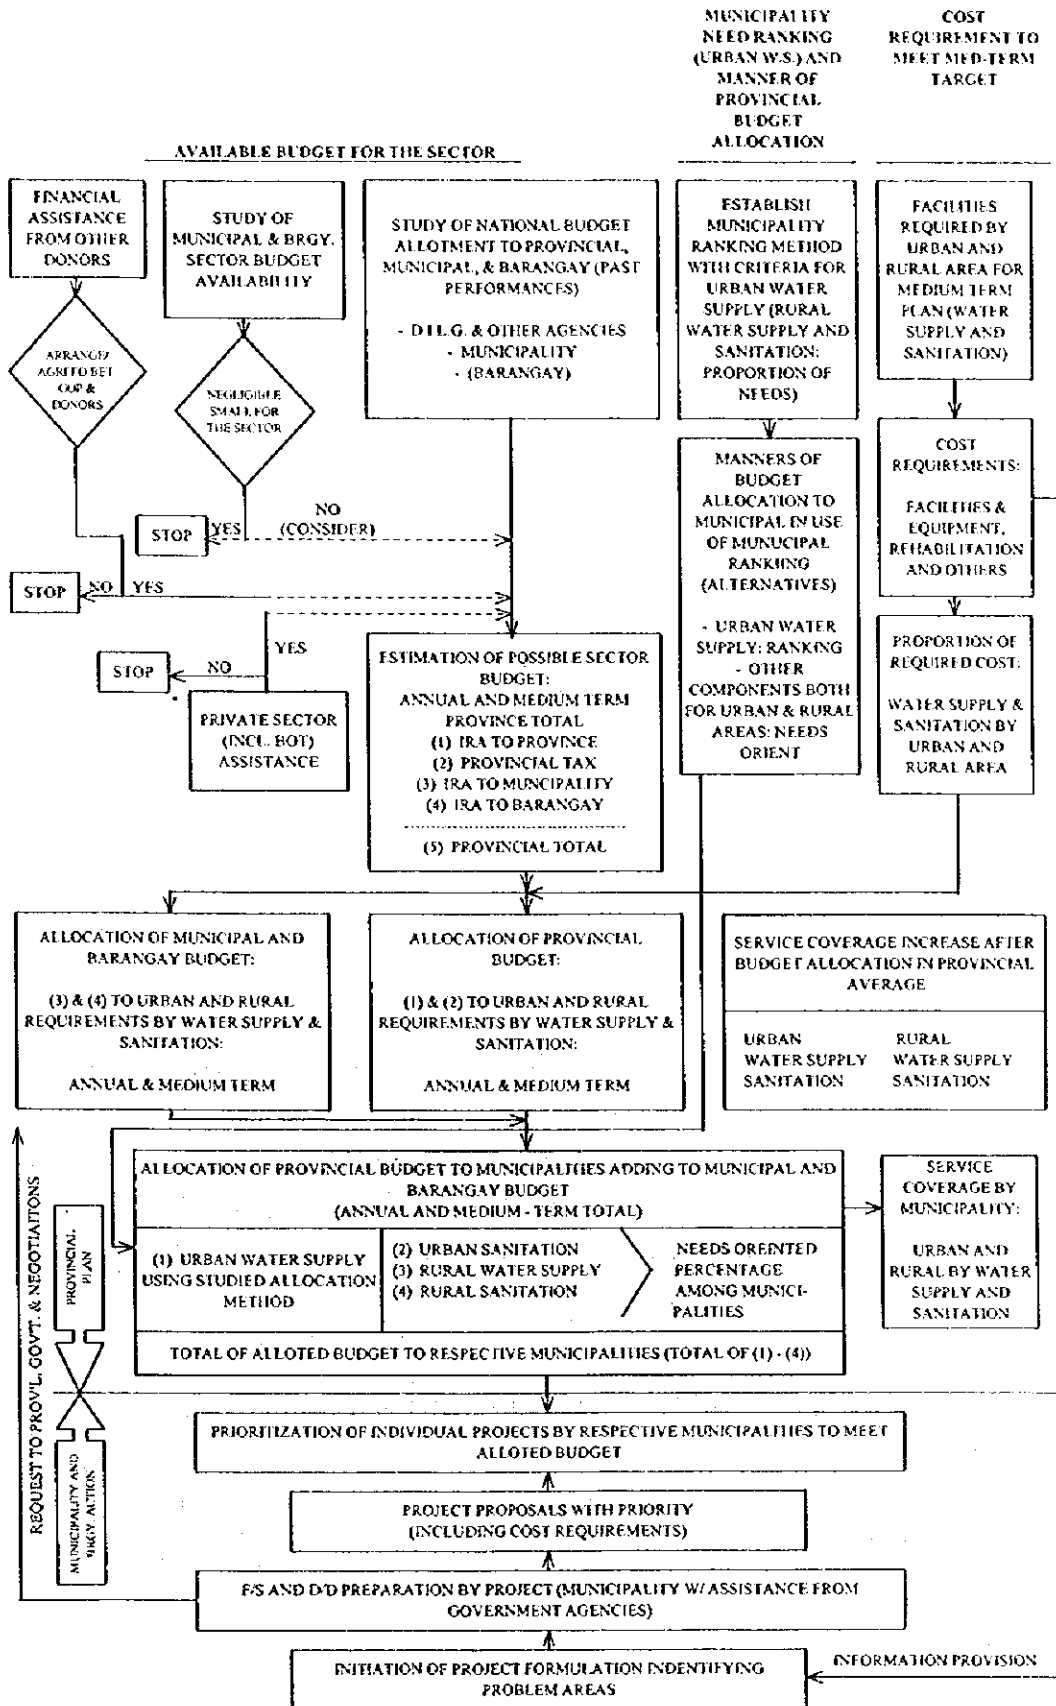 MUNICIPALITY
NEED RANKING
(URBAN W.S.) AND
MANNER OF
PROVINCIAL
BUDGET
ALLOCATION
COST
REQUIREMENT TO
MEET MED-TERM
TARGET
AVAILABLE BUDGET FOR THE SECTOR
FINANCIAL
ASSISTANCE
FROM OTHER
DONORS
STUDY OF
MUNICIPAL & BRGY.
SECTOR BUDGET
AVAILABILITY
STUDY OF NATIONAL BUDGET
ALLOTMENT TO PROVINCIAL,
MUNICIPAL, & BARANGAY (PAST
PERFORMANCES)
- D.I.L.G. & OTHER AGENCIES
- MUNICIPALITY
- (BARANGAY)
ESTABLISH
MUNICIPALITY
RANKING METHOD
WITH CRITERIA FOR
URBAN WATER
SUPPLY (RURAL
WATER SUPPLY AND
SANITATION:
PROPORTION OF
NEEDS)
FACILITIES
REQUIRED BY
URBAN AND
RURAL AREA FOR
MEDIUM TERM
PLAN (WATER
SUPPLY AND
SANITATION)
BET
& DONORS
NEGLIGIBLE
SMALL FOR
THE SECTOR
MANNERS OF
BUDGET
ALLOCATION TO
MUNICIPAL IN USE
OF MUNUCIPAL
RANKIING
(ALTERNATIVES)
- URBAN WATER
SUPPLY: RANKING
- OTHER
COMPONENTS BOTH
FOR URBAN & RURAL
AREAS: NEEDS
ORIENT
COST
REQUIREMENTS:
FACILITIES &
EQUIPMENT,
REHABILITATION
AND OTHERS
STOP
YES
NO
(CONSIDER)
STOP
NO
YES
STOP
NO
YES
PRIVATE SECTOR
(INCL. BOT)
ASSISTANCE
ESTIMATION OF POSSIBLE SECTOR
BUDGET:
ANNUAL AND MEDIUM TERM
PROVINCE TOTAL
(1) IRA TO PROVINCE
(2) PROVINCIAL TAX
(3) IRA TO MUNCIPALITY
(4) IRA TO BARANGAY
(5) PROVINCIAL TOTAL
PROPORTION OF
REQUIRED COST:
WATER SUPPLY &
SANITATION BY
URBAN AND
RURAL AREA
ALLOCATION OF MUNICIPAL AND
BARANGAY BUDGET:
(3) & (4) TO URBAN AND RURAL
REQUIREMENTS BY WATER SUPPLY &
SANITATION:
ANNUAL & MEDIUM TERM
ALLOCATION OF PROVINCIAL
BUDGET:
(1) & (2) TO URBAN AND RURAL
REQUIREMENTS BY WATER SUPPLY &
SANITATION:
ANNUAL & MEDIUM TERM
SERVICE COVERAGE INCREASE AFTER
BUDGET ALLOCATION IN PROVINCIAL
AVERAGE
URBAN
WATER SUPPLY
SANITATION
RURAL
WATER SUPPLY
SANITATION
ALLOCATION OF PROVINCIAL BUDGET TO MUNICIPALITIES ADDING TO MUNICIPAL AND
BARANGAY BUDGET
(ANNUAL AND MEDIUM - TERM TOTAL)
(1) URBAN WATER SUPPLY
USING STUDIED ALLOCATION
METHOD
(2) URBAN SANITATION
(3) RURAL WATER SUPPLY
(4) RURAL SANITATION
NEEDS OREINTED
PERCENTAGE
AMONG MUNICI-
PALITIES
TOTAL OF ALLOTED BUDGET TO RESPECTIVE MUNICIPALITIES (TOTAL OF (1) - (4))
SERVICE
COVERAGE BY
MUNICIPALITY:
URBAN AND
RURAL BY WATER
SUPPLY AND
SANITATION
REQUEST TO PROV'L. GOVT. & NEGOTIAITONS
PROVINCIAL
PLAN
MUNICIPALITY AND
BRGY. ACTION
PRIORITIZATION OF INDIVIDUAL PROJECTS BY RESPECTIVE MUNICIPALITIES TO MEET
ALLOTED BUDGET
PROJECT PROPOSALS WITH PRIORITY
(INCLUDING COST REQUIREMENTS)
F/S AND D/D PREPARATION BY PROJECT (MUNICIPALITY W/ ASSISTANCE FROM
GOVERNMENT AGENCIES)
INITIATION OF PROJECT FORMULATION INDENTIFYING
PROBLEM AREAS
INFORMATION PROVISION